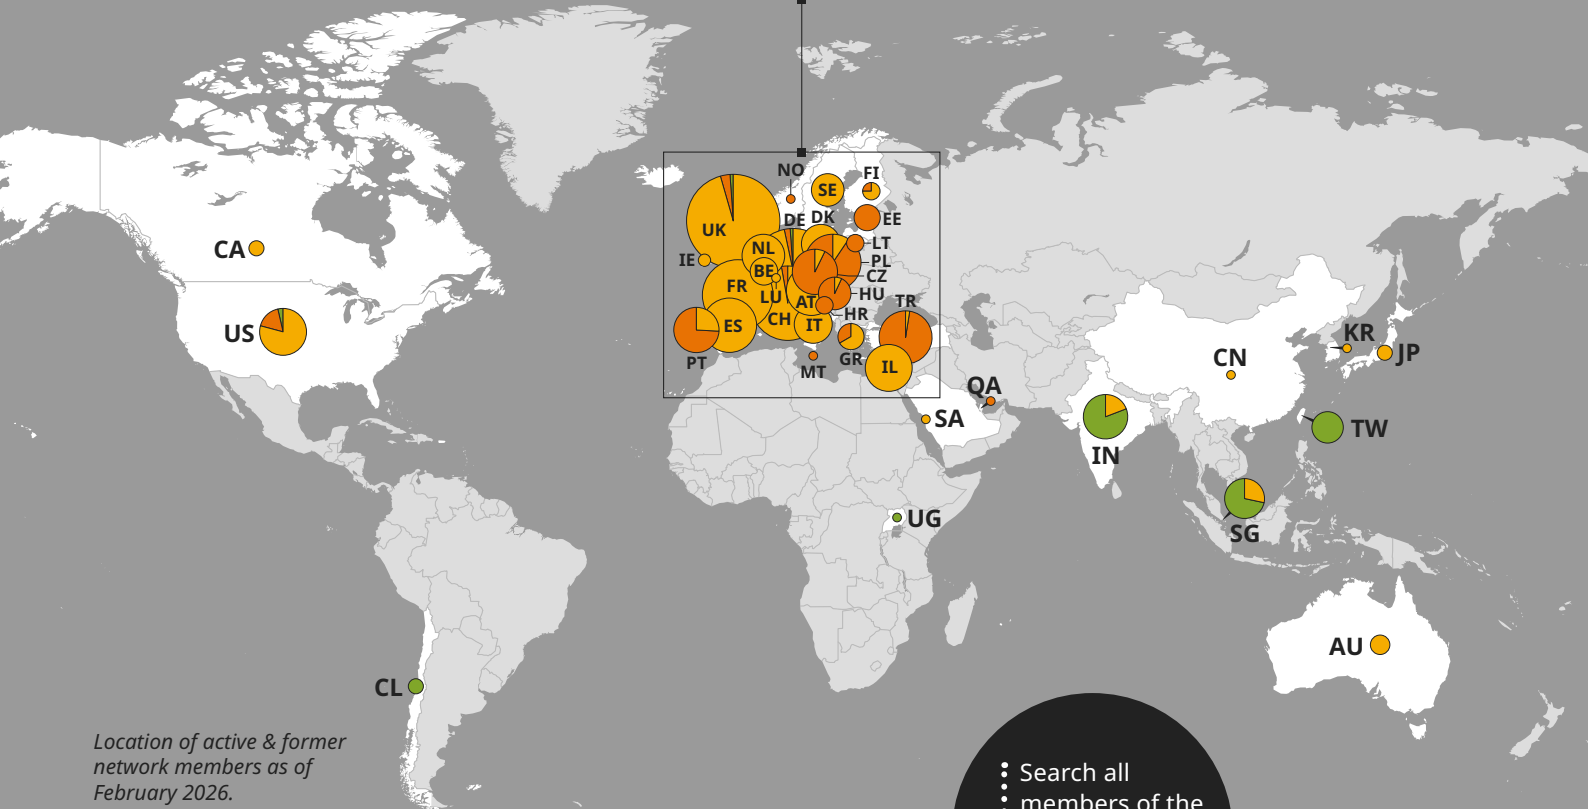 NO
FI
SE
UK
DE
DK
EE
NL
LT
IE
PL
BE
CZ
FR
LU
AT
HU
TR
HR
CH
IT
ES
GR
PT
MT
IL
CA
US
QA
SA
CN
KR
JP
IN
TW
SG
UG
AU
CL
Location of active & former
network members as of
February 2026.
Search all
members of the